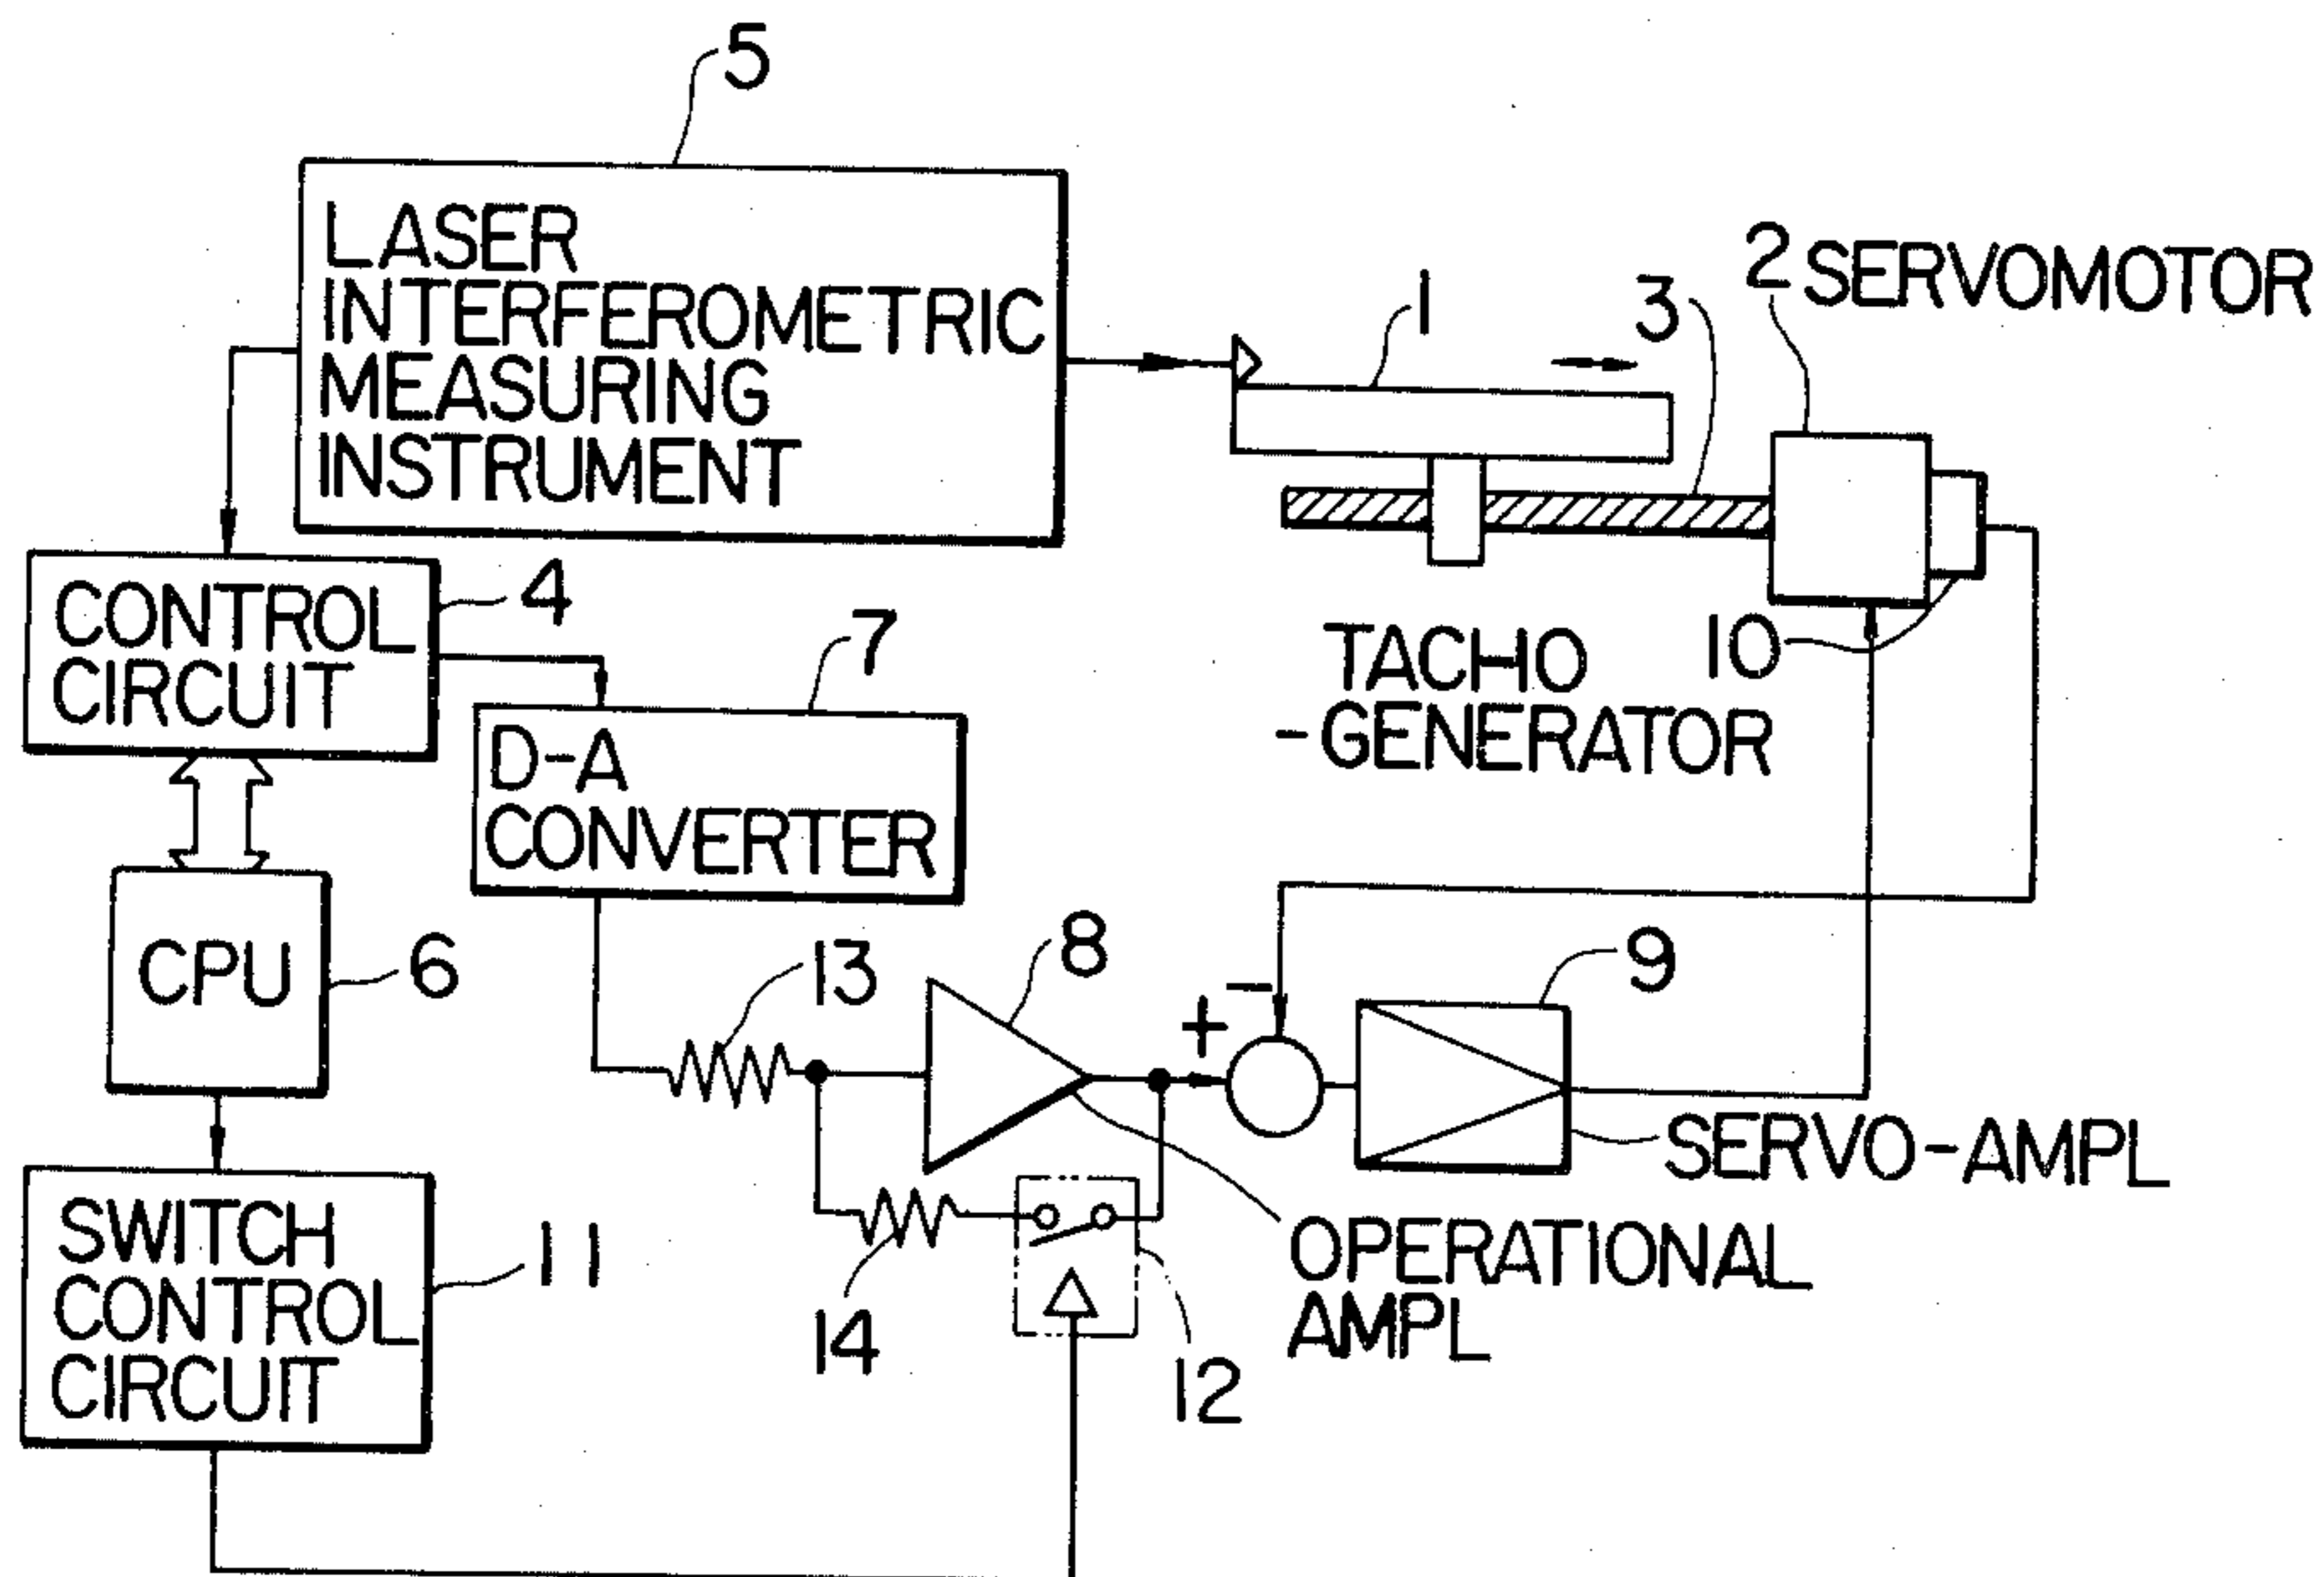 5
LASER
INTERFEROMETRIC
MEASURING
INSTRUMENT
1
3
2 SERVOMOTOR
CONTROL
CIRCUIT
4
7
D-A
CONVERTER
TACHO
-GENERATOR
10
CPU
6
13
8
+
-
9
SERVO-AMPL
SWITCH
CONTROL
CIRCUIT
11
14
12
OPERATIONAL
AMPL